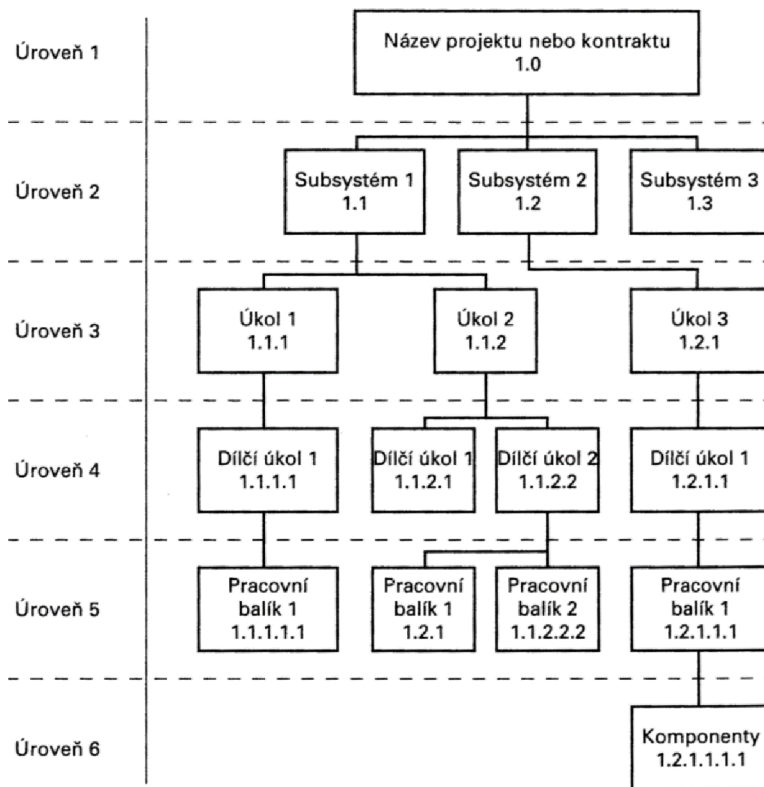 Úroveň 1
Název projektu nebo kontraktu
1.0
Úroveň 2
Subsystém 1
1.1
Subsystém 2
1.2
Subsystém 3
1.3
Úroveň 3
Úkol 1
1.1.1
Úkol 2
1.1.2
Úkol 3
1.2.1
Úroveň 4
Dílčí úkol 1
1.1.1.1
Dílčí úkol 1
1.1.2.1
Dílčí úkol 2
1.1.2.2
Dílčí úkol 1
1.2.1.1
Úroveň 5
Pracovní
balík 1
1.1.1.1.1
Pracovní
balík 1
1.2.1
Pracovní
balík 2
1.1.2.2.2
Pracovní
balík 1
1.2.1.1.1
Úroveň 6
Komponenty
1.2.1.1.1.1